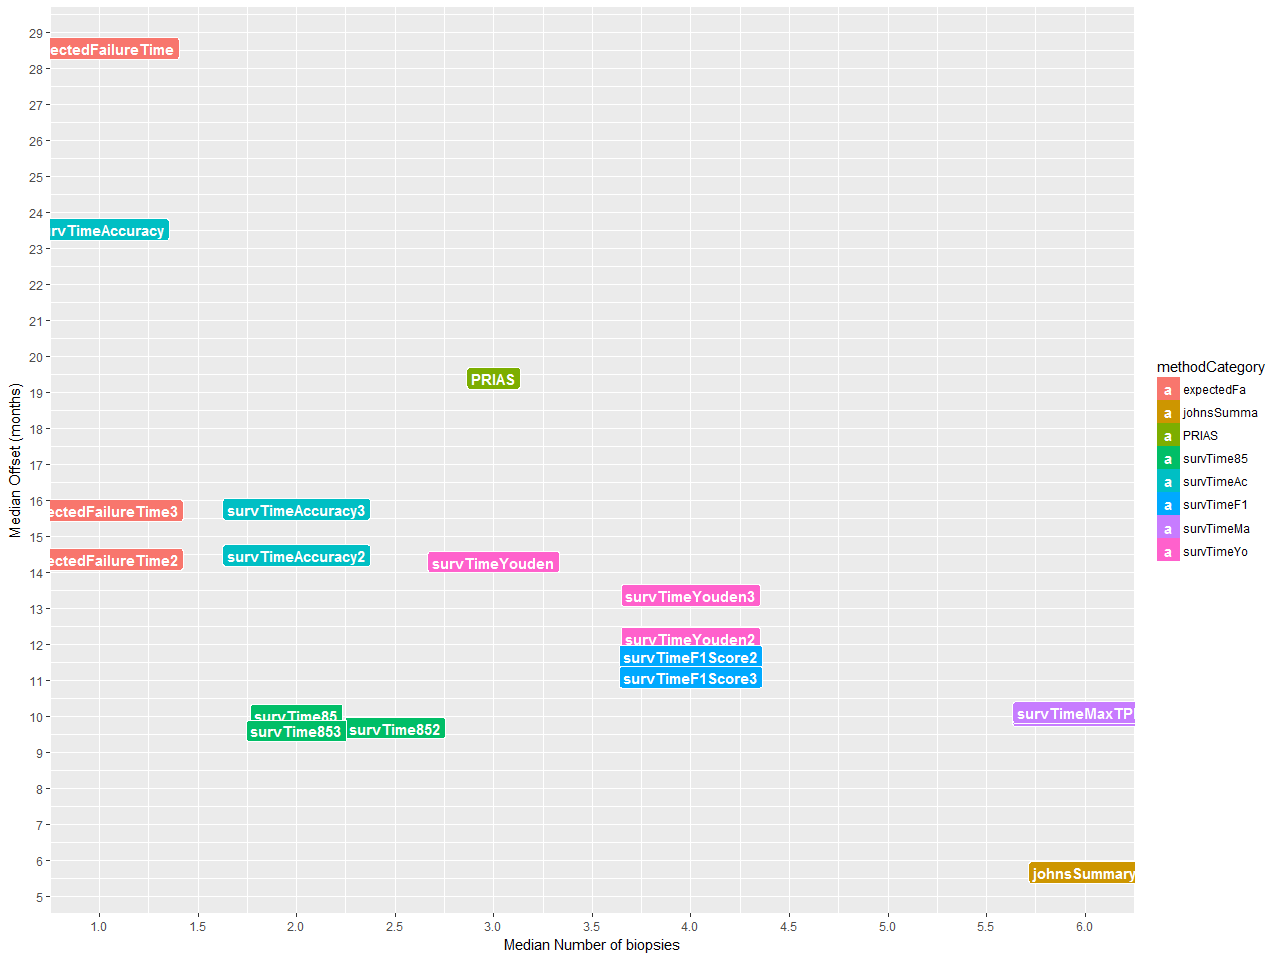 29
28
27
26
25
24
23
22
21
20
19
18
17
16
15
14
13
12
11
10
9
8
7
6
5
Median Offset (months)
ectedFailureTime
rvTimeAccuracy
PRIAS
ectedFailureTime3
survTimeAccuracy3
ectedFailureTime2
survTimeAccuracy2
survTimeYouden
survTimeYouden3
survTimeYouden2
survTimeF1Score2
survTimeF1Score3
survTime85
survTime853
survTime852
survTimeMaxTP
johnsSummary
1.0
1.5
2.0
2.5
3.0
3.5
4.0
4.5
5.0
5.5
6.0
Median Number of biopsies
methodCategory
a expectedFa
a johnsSumma
a PRIAS
a survTime85
a survTimeAc
a survTimeF1
a survTimeMa
a survTimeYo